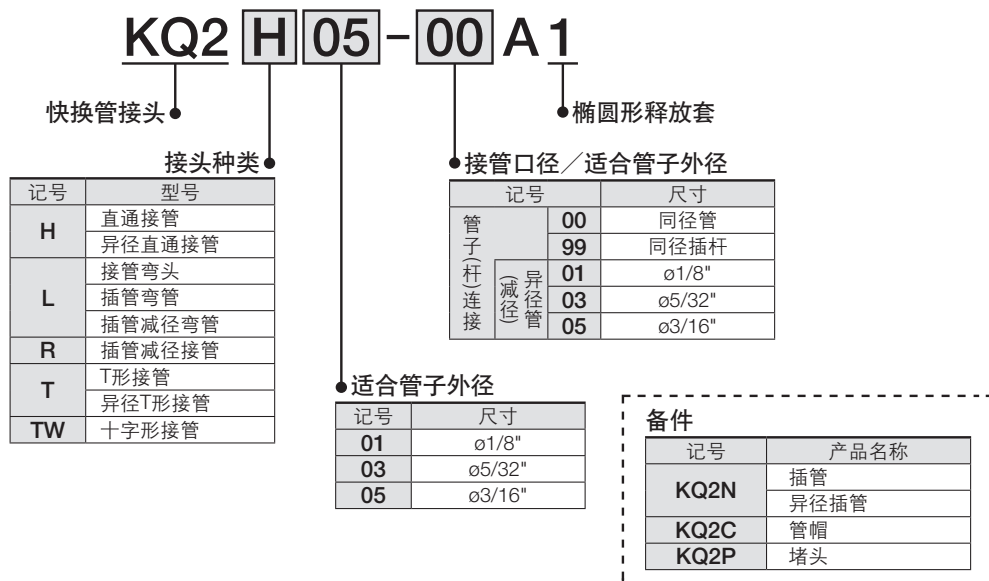 KQ2 H 05 - 00 A 1
快换管接头
椭圆形释放套
接头种类
记号 型号
H 直通接管
异径直通接管
L 接管弯头
插管弯管
插管减径弯管
R 插管减径接管
T T形接管
异径T形接管
TW 十字形接管
接管口径／适合管子外径
记号 尺寸
管子(杆)连接
00 同径管
99 同径插杆
异径管
(减径)
01 ø1/8"
03 ø5/32"
05 ø3/16"
适合管子外径
记号 尺寸
01 ø1/8"
03 ø5/32"
05 ø3/16"
备件
记号 产品名称
KQ2N 插管
异径插管
KQ2C 管帽
KQ2P 堵头